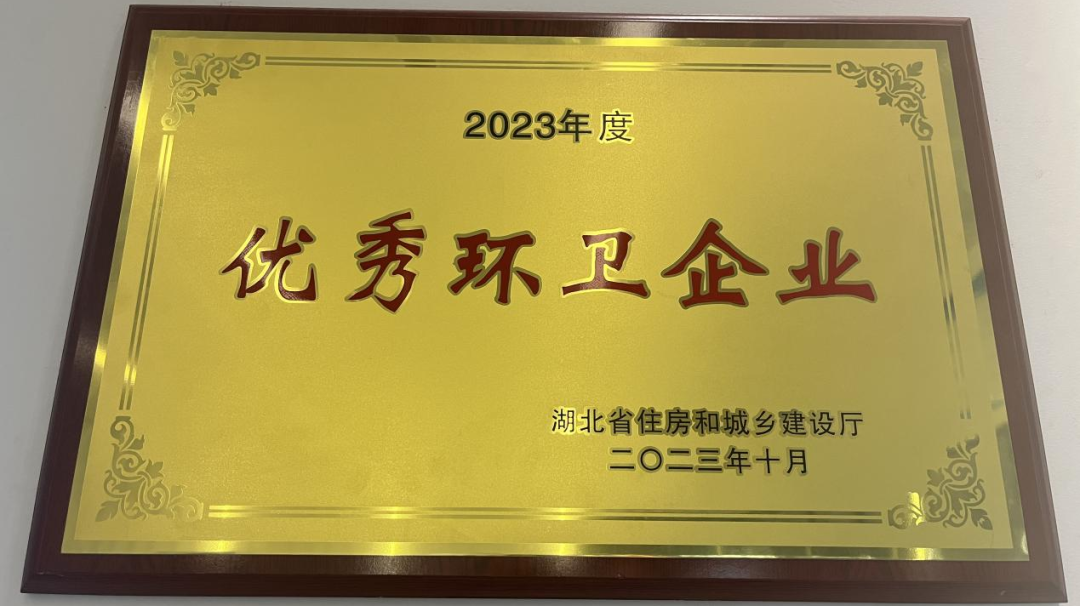 2023年度
优秀环卫企业
湖北省住房和城乡建设厅
二〇二三年十月